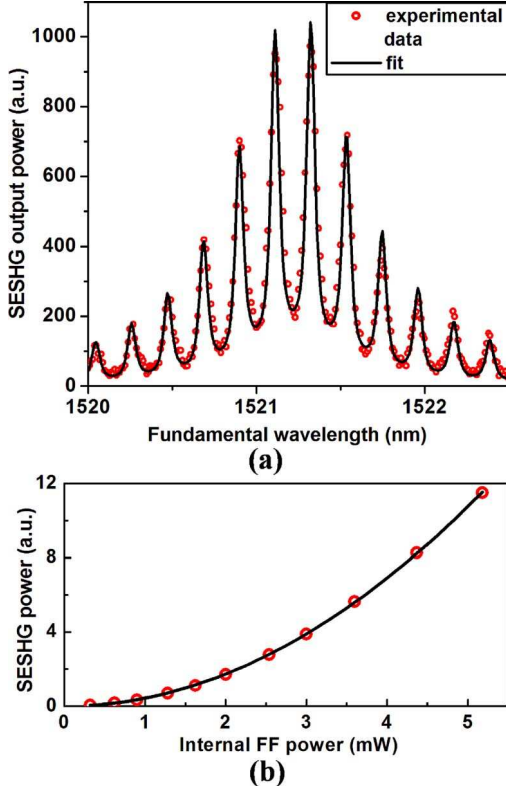 1000
800
600
400
200
0
SESHG output power (a.u.)
experimental
data
fit
1520
1521
1522
Fundamental wavelength (nm)
(a)
12
8
4
0
SESHG power (a.u.)
0
1
2
3
4
5
Internal FF power (mW)
(b)